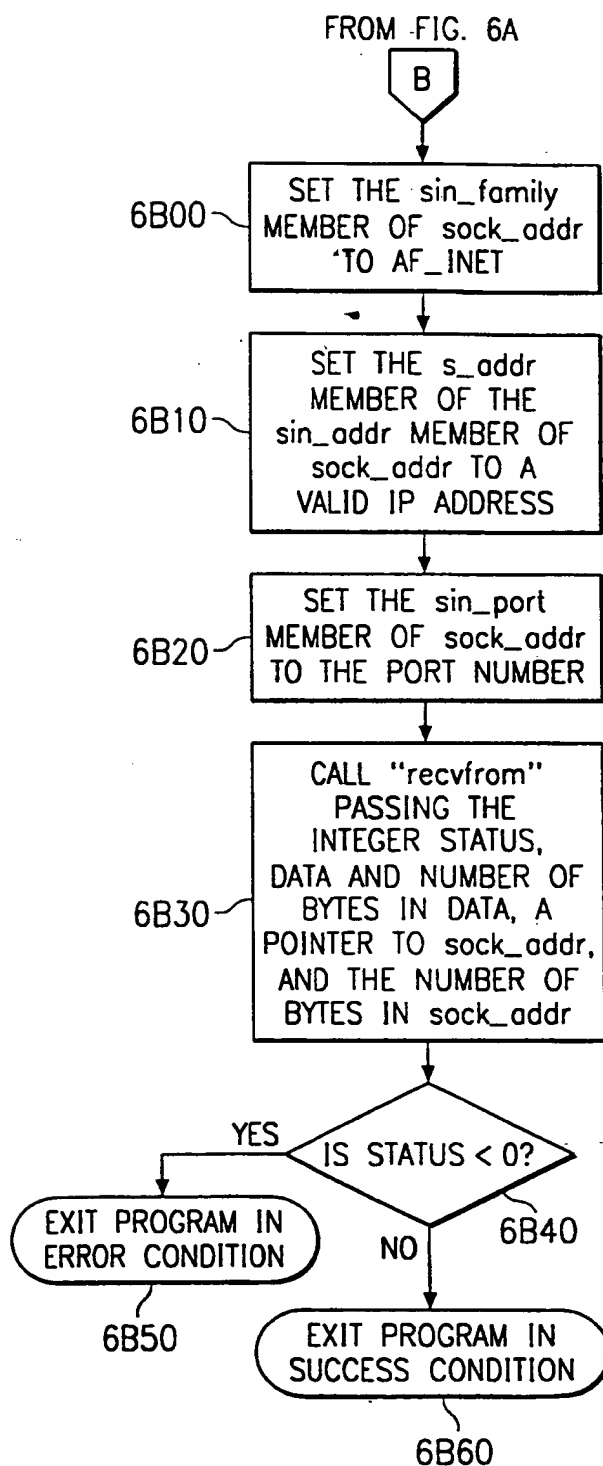 FROM FIG. 6A
B
6B00
SET THE sin_family
MEMBER OF sock_addr
TO AF_INET
6B10
SET THE s_addr
MEMBER OF THE
sin_addr MEMBER OF
sock_addr TO A
VALID IP ADDRESS
6B20
SET THE sin_port
MEMBER OF sock_addr
TO THE PORT NUMBER
6B30
CALL "recvfrom"
PASSING THE
INTEGER STATUS,
DATA AND NUMBER OF
BYTES IN DATA, A
POINTER TO sock_addr,
AND THE NUMBER OF
BYTES IN sock_addr
YES
IS STATUS < 0?
6B40
EXIT PROGRAM IN
ERROR CONDITION
6B50
NO
EXIT PROGRAM IN
SUCCESS CONDITION
6B60